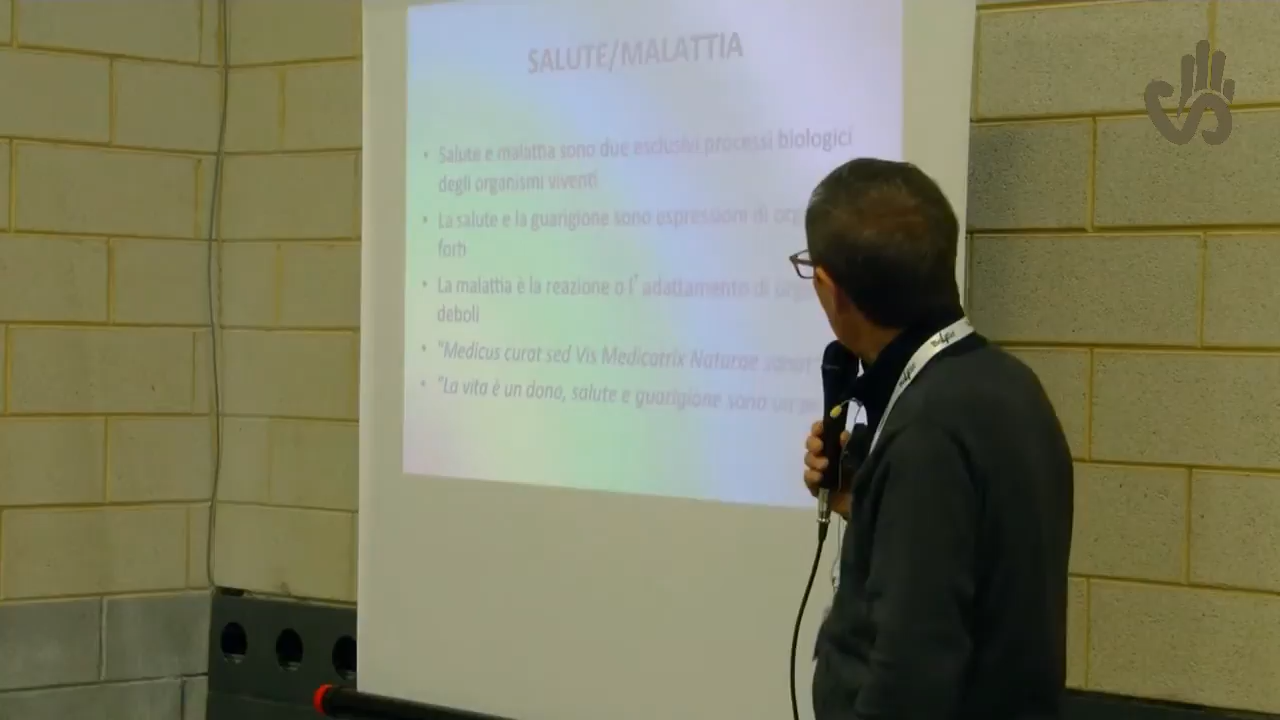 SALUTE/MALATTIA
• Salute e malattia sono due esclusivi processi biologici
degli organismi viventi
• La salute e la guarigione sono espressioni di
forti
• La malattia è la reazione o l' adattamento di
deboli
• "Medicus curat sed Vis Medicatrix Naturae sanat"
• "La vita è un dono, salute e guarigione sono